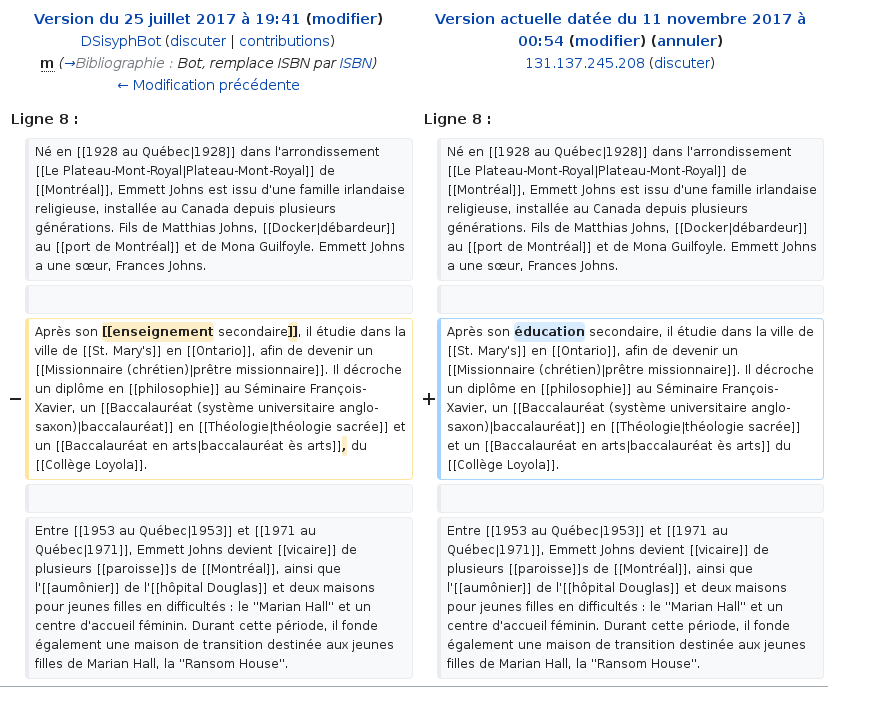 Version du 25 juillet 2017 à 19:41 (modifier)
DSisyphBot (discuter | contributions)
m (→Bibliographie : Bot, remplace ISBN par ISBN)
← Modification précédente
Version actuelle datée du 11 novembre 2017 à
00:54 (modifier) (annuler)
131.137.245.208 (discuter)
Ligne 8 :
Ligne 8 :
Né en [[1928 au Québec|1928]] dans l'arrondissement
[[Le Plateau-Mont-Royal|Plateau-Mont-Royal]] de
[[Montréal]], Emmett Johns est issu d'une famille irlandaise
religieuse, installée au Canada depuis plusieurs
générations. Fils de Matthias Johns, [[Docker|débardeur]]
au [[port de Montréal]] et de Mona Guilfoyle. Emmett Johns
a une sœur, Frances Johns.
Né en [[1928 au Québec|1928]] dans l'arrondissement
[[Le Plateau-Mont-Royal|Plateau-Mont-Royal]] de
[[Montréal]], Emmett Johns est issu d'une famille irlandaise
religieuse, installée au Canada depuis plusieurs
générations. Fils de Matthias Johns, [[Docker|débardeur]]
au [[port de Montréal]] et de Mona Guilfoyle. Emmett Johns
a une sœur, Frances Johns.
−
Après son [[enseignement secondaire]], il étudie dans la
ville de [[St. Mary's]] en [[Ontario]], afin de devenir un
[[Missionnaire (chrétien)|prêtre missionnaire]]. Il décroche
un diplôme en [[philosophie]] au Séminaire François-
Xavier, un [[Baccalauréat (système universitaire anglo-
saxon)|baccalauréat]] en [[Théologie|théologie sacrée]] et
un [[Baccalauréat en arts|baccalauréat ès arts]], du
[[Collège Loyola]].
+
Après son éducation secondaire, il étudie dans la ville de
[[St. Mary's]] en [[Ontario]], afin de devenir un
[[Missionnaire (chrétien)|prêtre missionnaire]]. Il décroche
un diplôme en [[philosophie]] au Séminaire François-
Xavier, un [[Baccalauréat (système universitaire anglo-
saxon)|baccalauréat]] en [[Théologie|théologie sacrée]]
et un [[Baccalauréat en arts|baccalauréat ès arts]] du
[[Collège Loyola]].
Entre [[1953 au Québec|1953]] et [[1971 au
Québec|1971]], Emmett Johns devient [[vicaire]] de
plusieurs [[paroisse]]s de [[Montréal]], ainsi que
l'[[aumônier]] de l'[[hôpital Douglas]] et deux maisons
pour jeunes filles en difficultés : le "Marian Hall" et un
centre d'accueil féminin. Durant cette période, il fonde
également une maison de transition destinée aux jeunes
filles de Marian Hall, la "Ransom House".
Entre [[1953 au Québec|1953]] et [[1971 au
Québec|1971]], Emmett Johns devient [[vicaire]] de
plusieurs [[paroisse]]s de [[Montréal]], ainsi que
l'[[aumônier]] de l'[[hôpital Douglas]] et deux maisons
pour jeunes filles en difficultés : le "Marian Hall" et un
centre d'accueil féminin. Durant cette période, il fonde
également une maison de transition destinée aux jeunes
filles de Marian Hall, la "Ransom House".